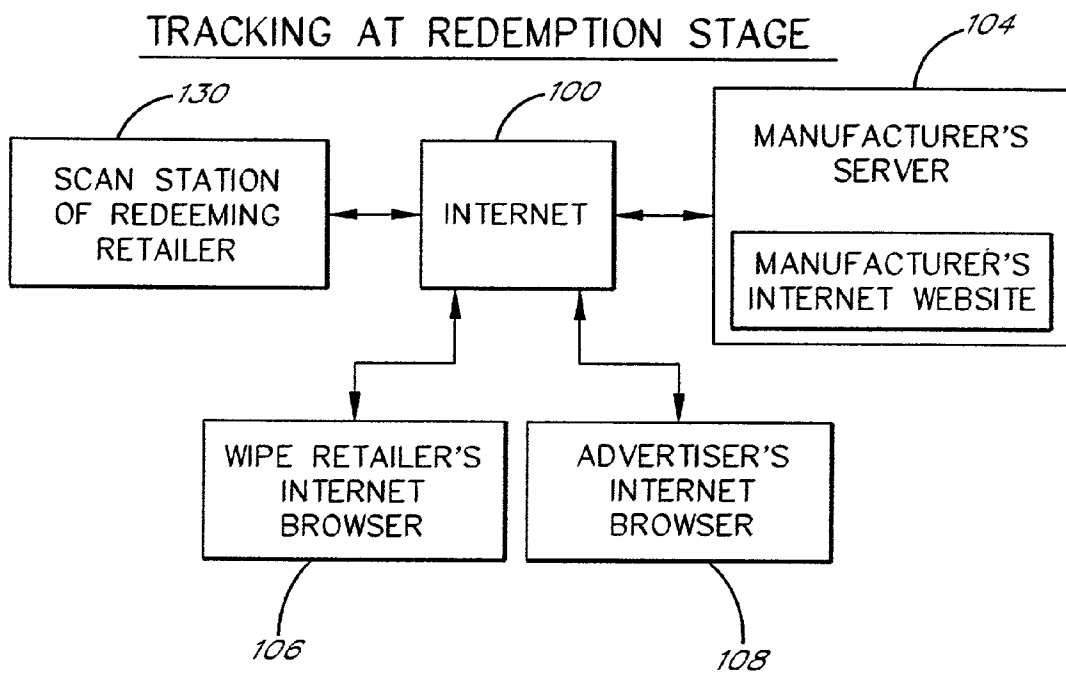 TRACKING AT REDEMPTION STAGE
104
130
100
SCAN STATION
OF REDEEMING
RETAILER
INTERNET
MANUFACTURER'S
SERVER
MANUFACTURER'S
INTERNET WEBSITE
WIPE RETAILER'S
INTERNET
BROWSER
ADVERTISER'S
INTERNET
BROWSER
106
108